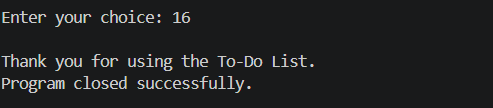 Enter your choice: 16
Thank you for using the To-Do List.
Program closed successfully.